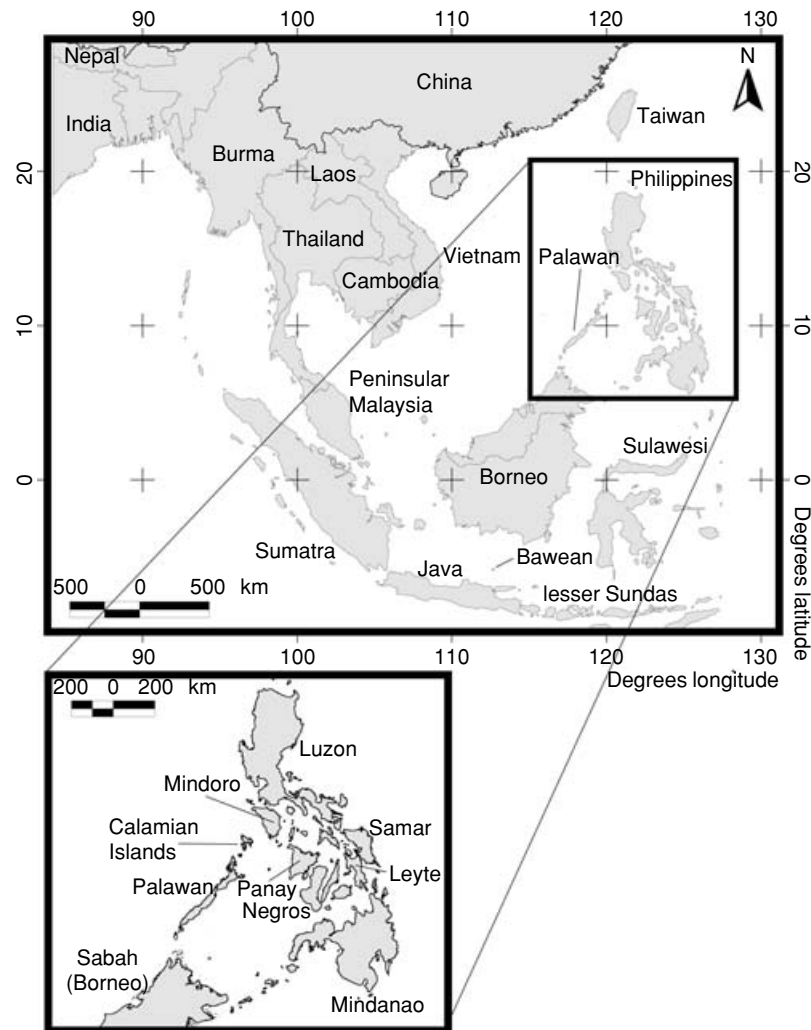 90 100 110 120 130
N
Nepal
China
India
Taiwan
Burma
Laos
20 20
Philippines
Thailand
Vietnam
Palawan
Cambodia
10 10
Peninsular
Malaysia
Sulawesi
Borneo
0 0
Sumatra
Java
Bawean
lesser Sundas
500 0 500 km
Degrees latitude
90 100 110 120 130
Degrees longitude
200 0 200 km
Luzon
Mindoro
Calamian
Islands
Samar
Leyte
Palawan
Panay
Negros
Sabah
(Borneo)
Mindanao